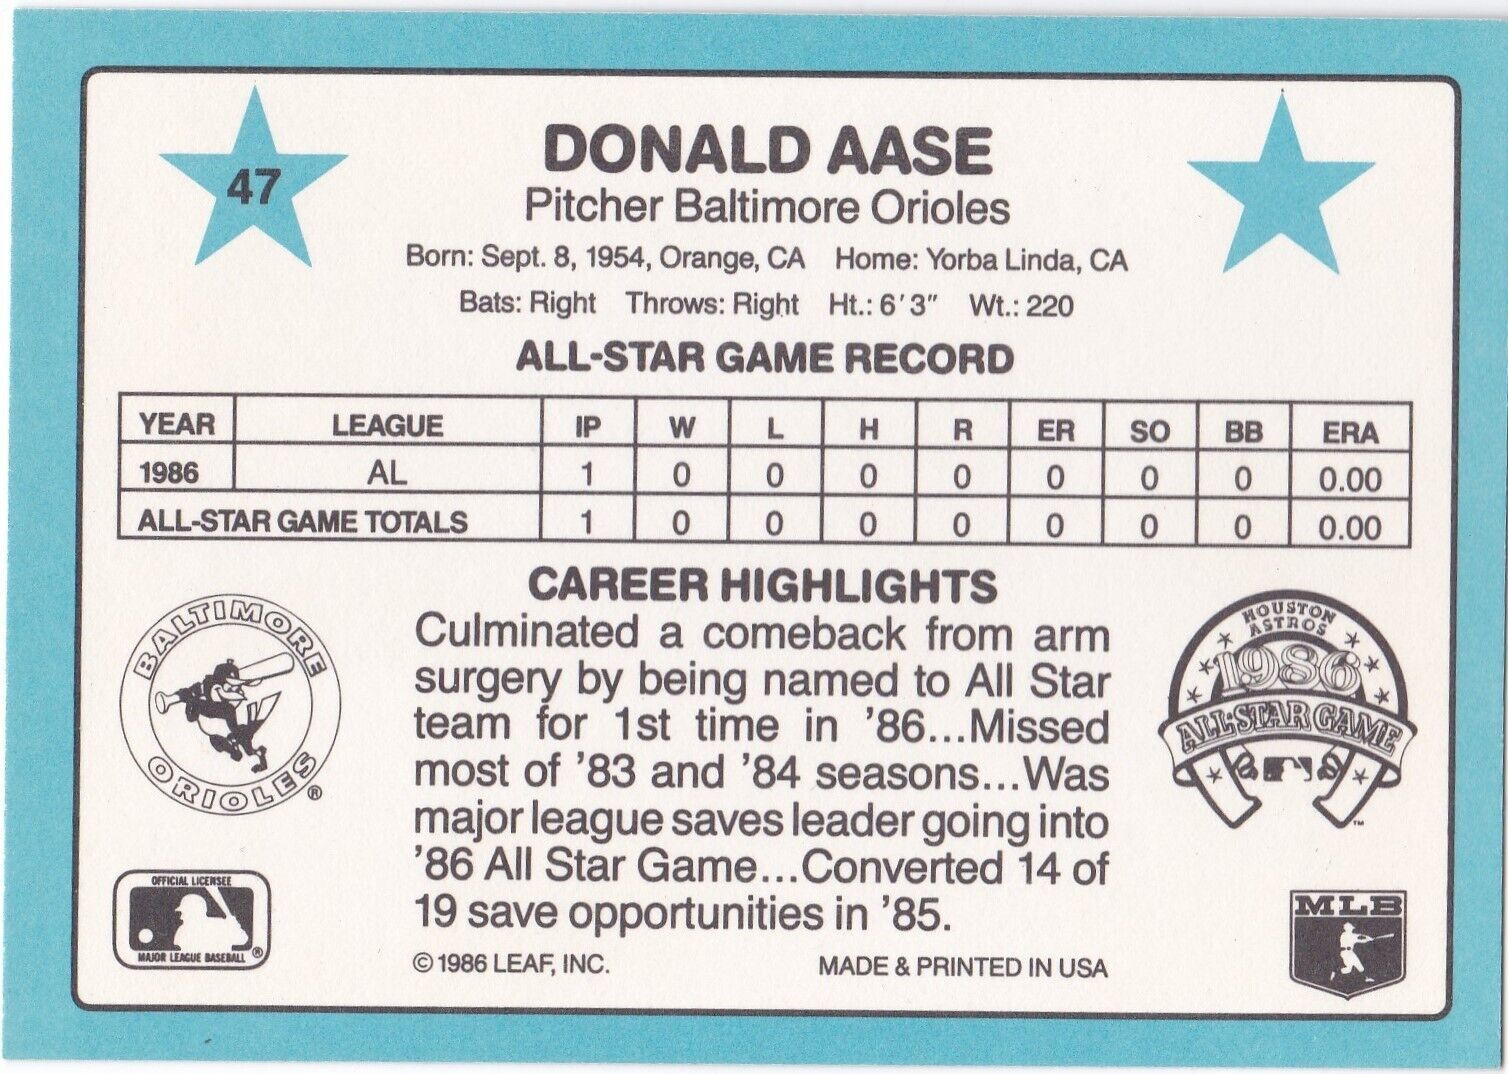 47
DONALD AASE
Pitcher Baltimore Orioles
Born: Sept. 8, 1954, Orange, CA Home: Yorba Linda, CA
Bats: Right Throws: Right Ht.: 6'3" Wt.: 220
ALL-STAR GAME RECORD
YEAR LEAGUE IP W L H R ER SO BB ERA
1986 AL 1 0 0 0 0 0 0 0 0.00
ALL-STAR GAME TOTALS 1 0 0 0 0 0 0 0 0.00
CAREER HIGHLIGHTS
Culminated a comeback from arm
surgery by being named to All Star
team for 1st time in '86...Missed
most of '83 and '84 seasons...Was
major league saves leader going into
'86 All Star Game...Converted 14 of
19 save opportunities in '85.
© 1986 LEAF, INC. MADE & PRINTED IN USA
BALTIMORE
ORIOLES ®
OFFICIAL LICENSEE
MAJOR LEAGUE BASEBALL ®
HOUSTON
ASTROS
1986
ALL-STAR GAME
™
MLB